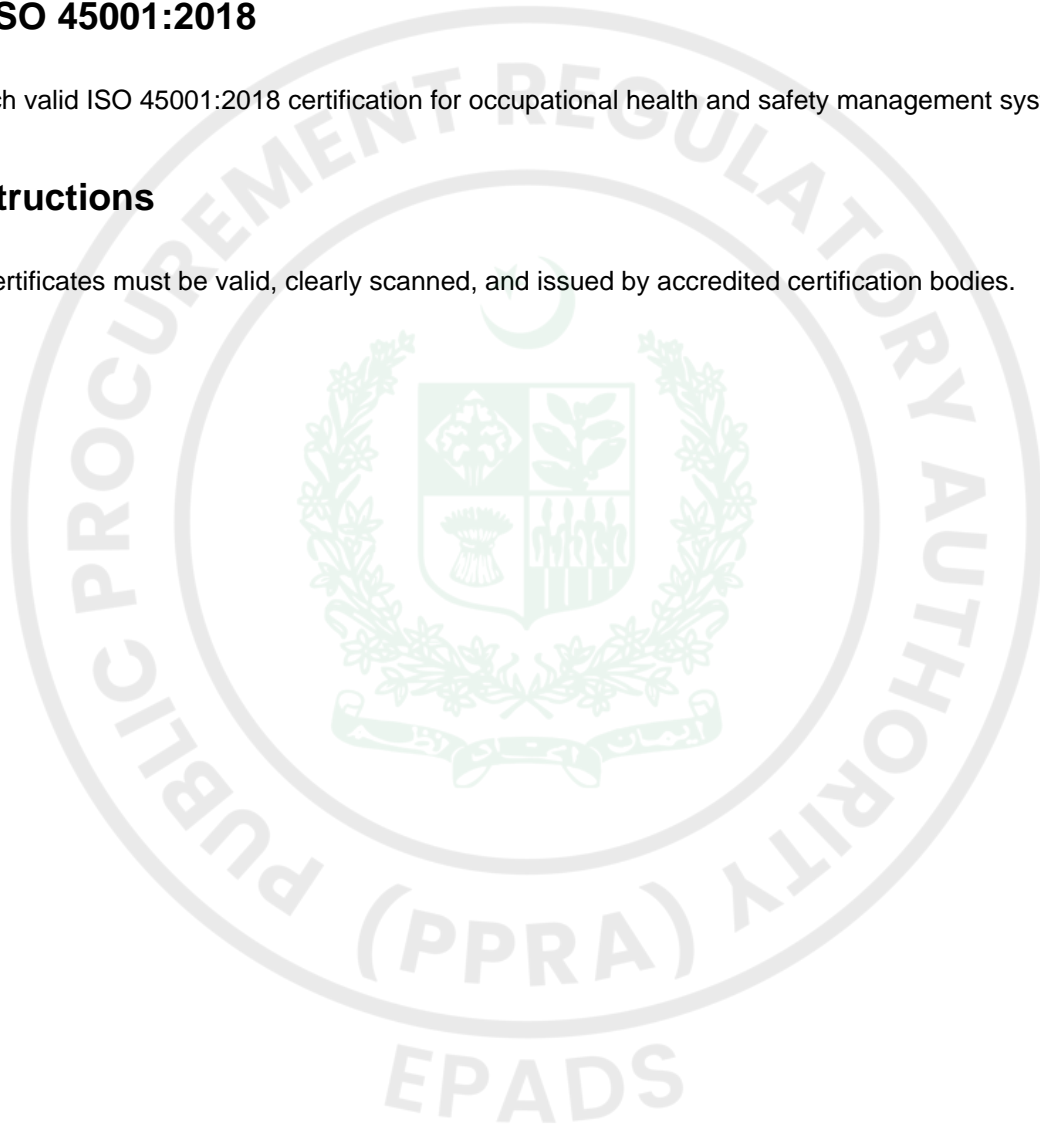 SO 45001:2018
ch valid ISO 45001:2018 certification for occupational health and safety management sys
tructions
ertificates must be valid, clearly scanned, and issued by accredited certification bodies.
PUBLIC PROCUREMENT REGULATORY AUTHORITY
(PPRA)
EPADS